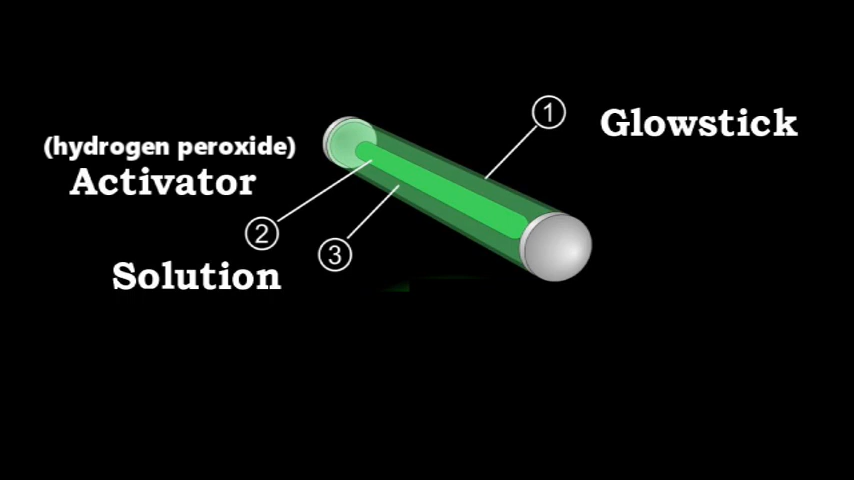 ①
Glowstick
(hydrogen peroxide)
Activator
②
③
Solution